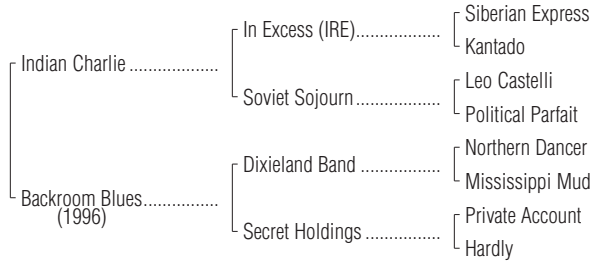 Siberian Express
In Excess (IRE)..................
Kantado
Indian Charlie ...................
Leo Castelli
Soviet Sojourn ..................
Political Parfait
Northern Dancer
Dixieland Band .................
Mississippi Mud
Backroom Blues................
(1996)
Private Account
Secret Holdings ................
Hardly